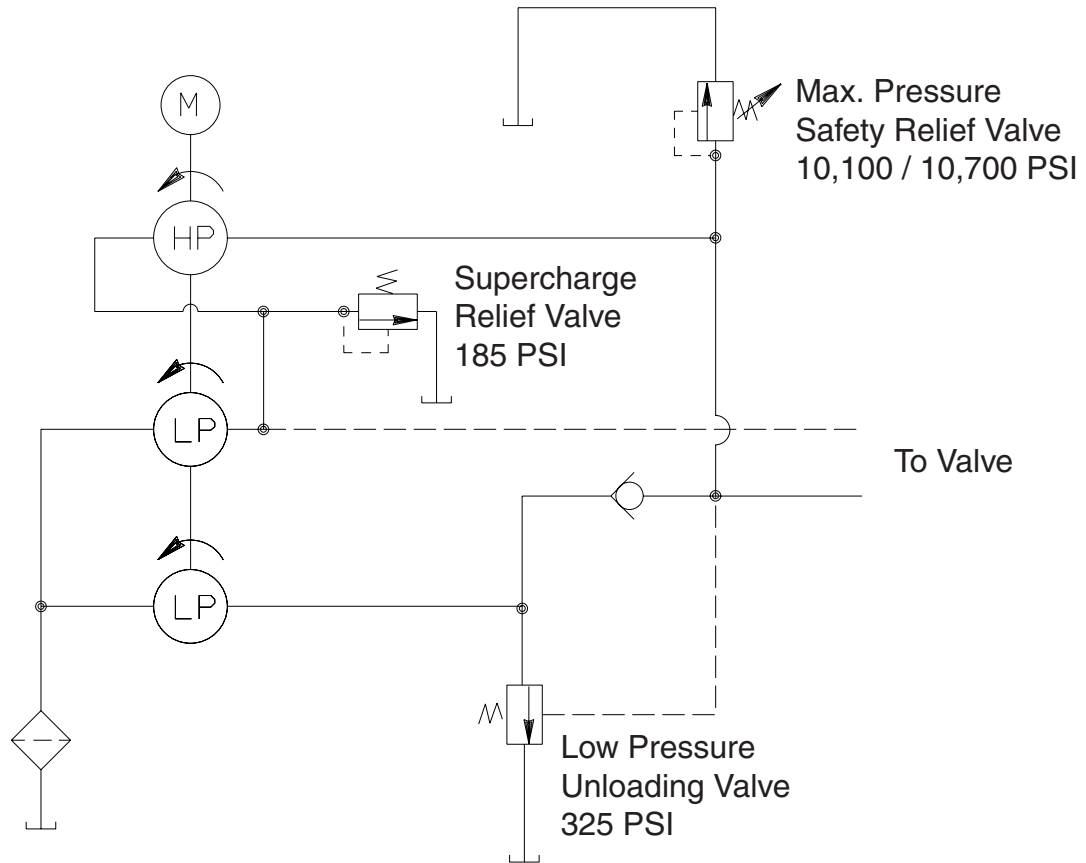 M
Max. Pressure
Safety Relief Valve
10,100 / 10,700 PSI
HP
Supercharge
Relief Valve
185 PSI
LP
To Valve
LP
Low Pressure
Unloading Valve
325 PSI